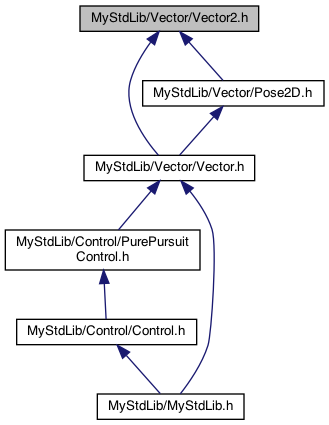 MyStdLib/Vector/Vector2.h
MyStdLib/Vector/Pose2D.h
MyStdLib/Vector/Vector.h
MyStdLib/Control/PurePursuit
Control.h
MyStdLib/Control/Control.h
MyStdLib/MyStdLib.h